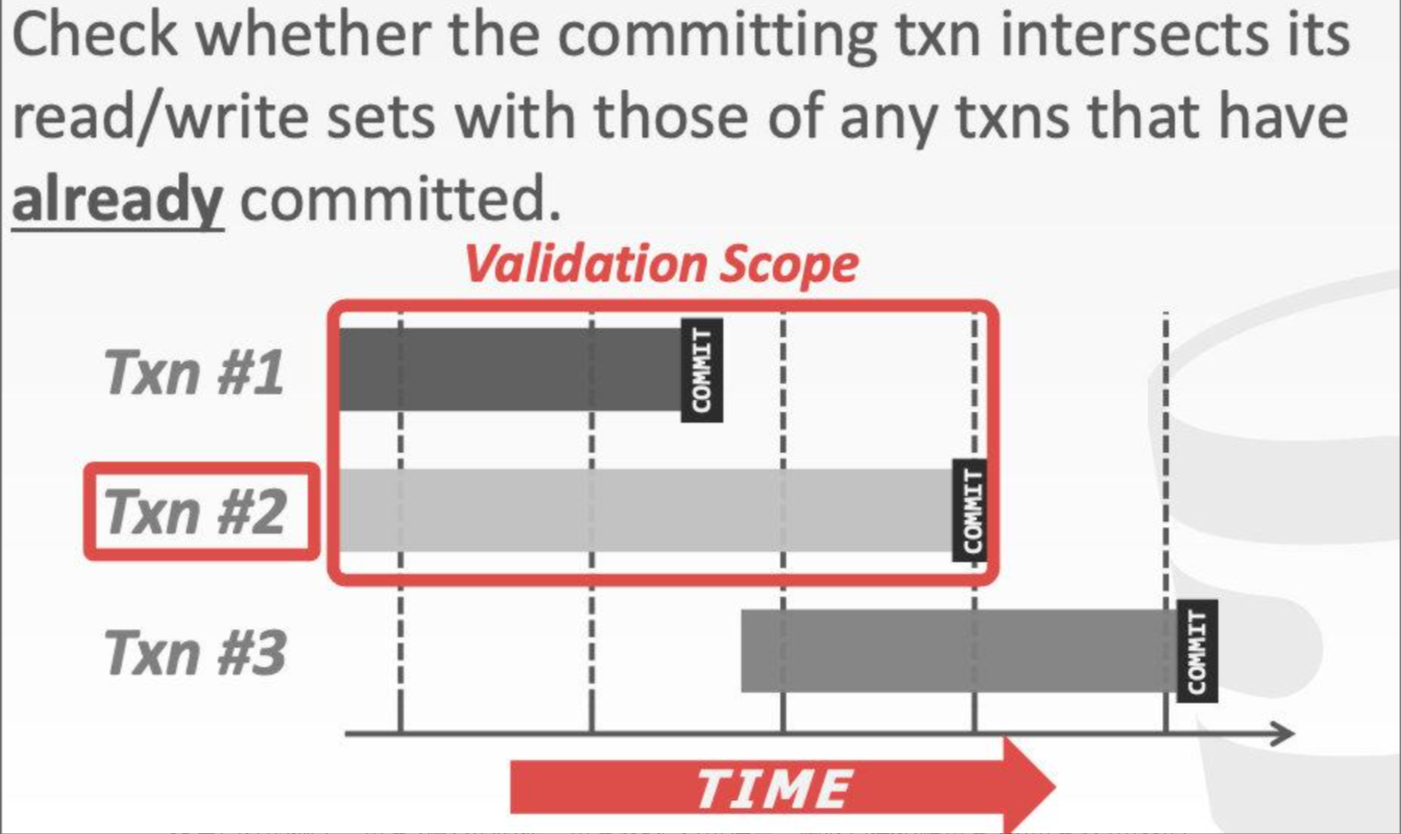 Check whether the committing txn intersects its
read/write sets with those of any txns that have
already committed.
Validation Scope
Txn #1
COMMIT
Txn #2
COMMIT
Txn #3
COMMIT
TIME